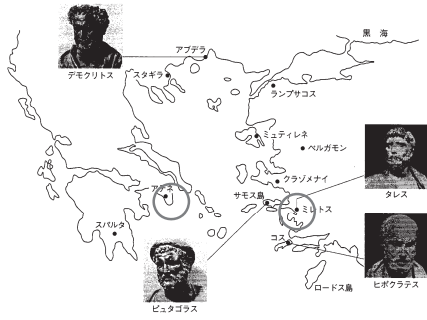 黒 海
アブデラ
デモクリトス
スタギラ
ランプサコス
ミュティレネ
ペルガモン
クラゾメナイ
アテネ
サモス島
ミレトス
タレス
スパルタ
コス
ヒポクラテス
ロードス島
ピュタゴラス